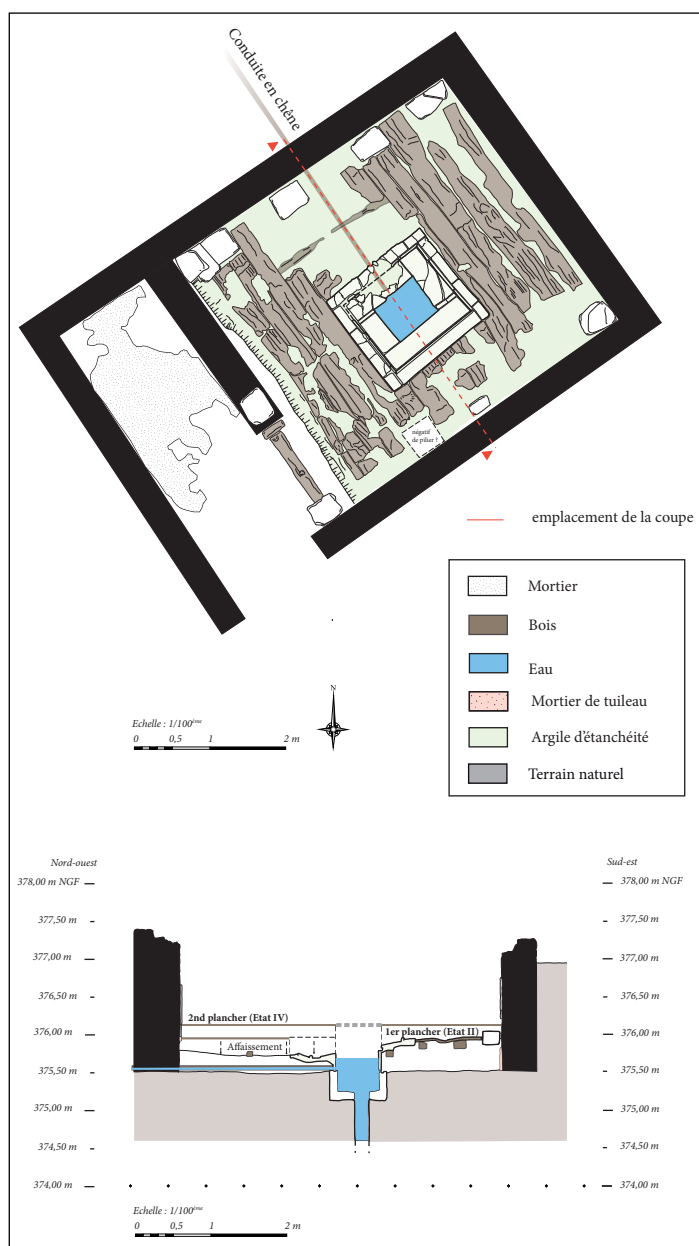 Conduite en chêne
négatif
de pilier ?
emplacement de la coupe
Mortier
Bois
Eau
Mortier de tuileau
Argile d'étanchéité
Terrain naturel
N
Echelle : 1/100ième
0 0,5 1 2 m
Nord-ouest
Sud-est
378,00 m NGF
378,00 m NGF
377,50 m
377,50 m
377,00 m
377,00 m
376,50 m
376,50 m
2nd plancher (Etat IV)
1er plancher (Etat II)
376,00 m
376,00 m
Affaissement
375,50 m
375,50 m
375,00 m
375,00 m
374,50 m
374,50 m
374,00 m
374,00 m
Echelle : 1/100ième
0 0,5 1 2 m